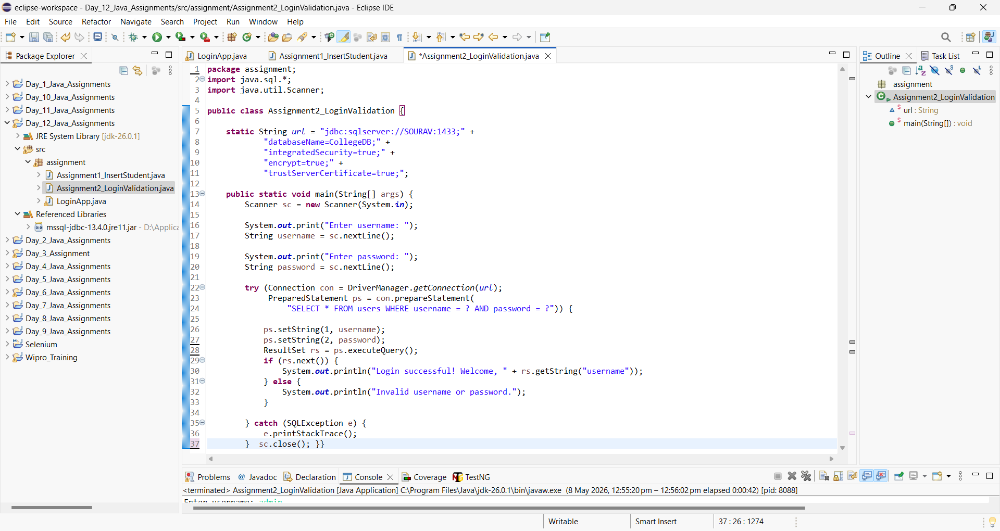 eclipse-workspace - Day_12_Java_Assignments/src/assignment/Assignment2_LoginValidation.java - Eclipse IDE
File Edit Source Refactor Navigate Search Project Run Window Help
Package Explorer
Day_1_Java_Assignments
Day_10_Java_Assignments
Day_11_Java_Assignments
Day_12_Java_Assignments
JRE System Library [jdk-26.0.1]
src
assignment
Assignment1_InsertStudent.java
Assignment2_LoginValidation.java
LoginApp.java
Referenced Libraries
mssql-jdbc-13.4.0.jre11.jar - D:\Applica
Day_2_Java_Assignments
Day_3_Assignment
Day_4_Java_Assignments
Day_5_Java_Assignments
Day_6_Java_Assignments
Day_7_Java_Assignments
Day_8_Java_Assignments
Day_9_Java_Assignments
Selenium
Wipro_Training
LoginApp.java Assignment1_InsertStudent.java *Assignment2_LoginValidation.java
1 package assignment;
2 import java.sql.*;
3 import java.util.Scanner;
4
5 public class Assignment2_LoginValidation {
6
7 static String url = "jdbc:sqlserver://SOURAV:1433;" +
8 "databaseName=CollegeDB;" +
9 "integratedSecurity=true;" +
10 "encrypt=true;" +
11 "trustServerCertificate=true;";
12
13 public static void main(String[] args) {
14 Scanner sc = new Scanner(System.in);
15
16 System.out.print("Enter username: ");
17 String username = sc.nextLine();
18
19 System.out.print("Enter password: ");
20 String password = sc.nextLine();
21
22 try (Connection con = DriverManager.getConnection(url);
23 PreparedStatement ps = con.prepareStatement(
24 "SELECT * FROM users WHERE username = ? AND password = ?")) {
25
26 ps.setString(1, username);
27 ps.setString(2, password);
28 ResultSet rs = ps.executeQuery();
29 if (rs.next()) {
30 System.out.println("Login successful! Welcome, " + rs.getString("username"));
31 } else {
32 System.out.println("Invalid username or password.");
33 }
34
35 } catch (SQLException e) {
36 e.printStackTrace();
37 } sc.close(); }}
Outline Task List
assignment
Assignment2_LoginValidation
url : String
main(String[]) : void
Problems Javadoc Declaration Console Coverage TestNG
<terminated> Assignment2_LoginValidation [Java Application] C:\Program Files\Java\jdk-26.0.1\bin\javaw.exe (8 May 2026, 12:55:20 pm – 12:56:02 pm elapsed 0:00:42) [pid: 8088]
Enter username: admin
Writable Smart Insert 37 : 26 : 1274